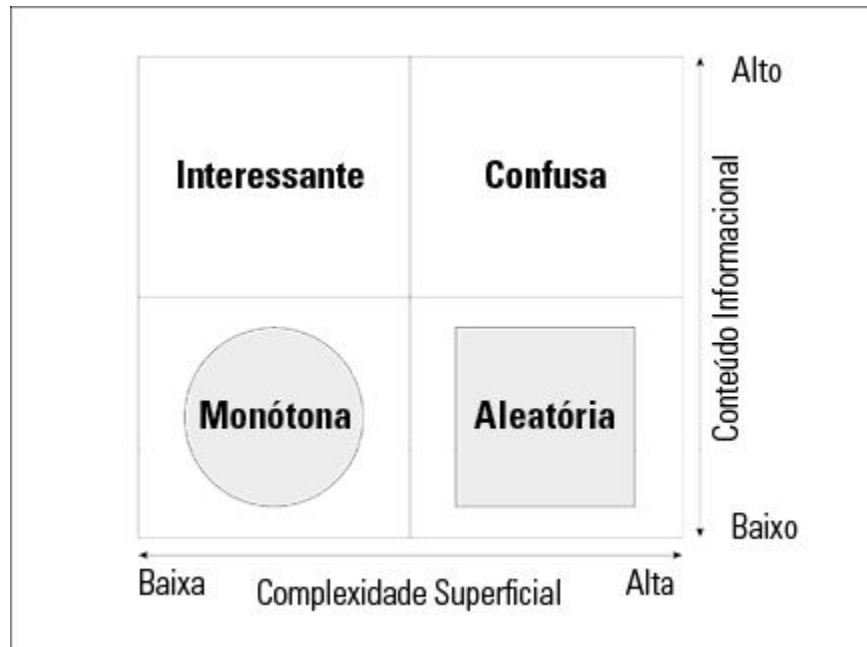 Alto
Interessante
Confusa
Conteúdo Informacional
Monótona
Aleatória
Baixo
Baixa
Complexidade Superficial
Alta